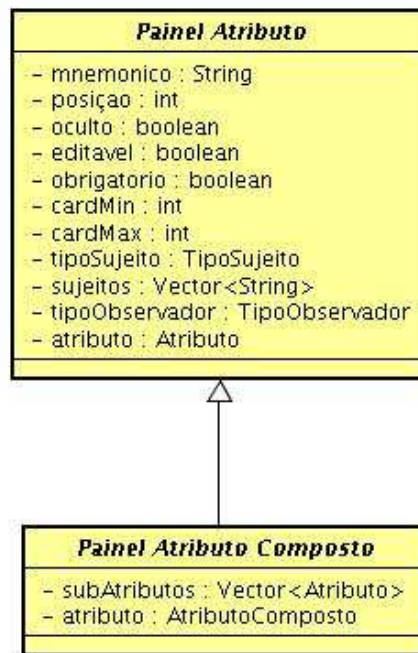 Painel Atributo
- mnemonico : String
- posiçao : int
- oculto : boolean
- editavel : boolean
- obrigatorio : boolean
- cardMin : int
- cardMax : int
- tipoSujeito : TipoSujeito
- sujeitos : Vector<String>
- tipoObservador : TipoObservador
- atributo : Atributo
Painel Atributo Composto
- subAtributos : Vector<Atributo>
- atributo : AtributoComposto